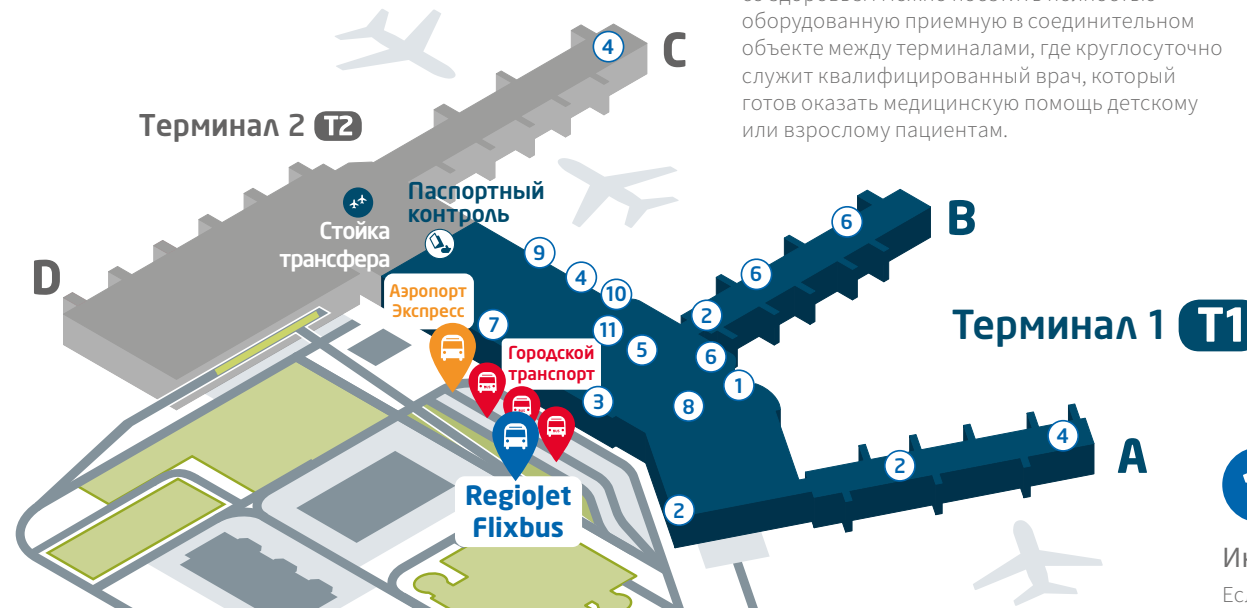 оборудованную приемную в соединительном
объекте между терминалами, где круглосуточно
служит квалифицированный врач, который
готов оказать медицинскую помощь детскому
или взрослому пациентам.
4
C
Терминал 2 T2
Паспортный
контроль
Стойка
трансфера
D
9
4
10
6
B
6
2
Аэропорт
Экспресс
7
11
5
6
Терминал 1 T1
Городской
транспорт
1
3
8
4
2
A
RegioJet
Flixbus
2